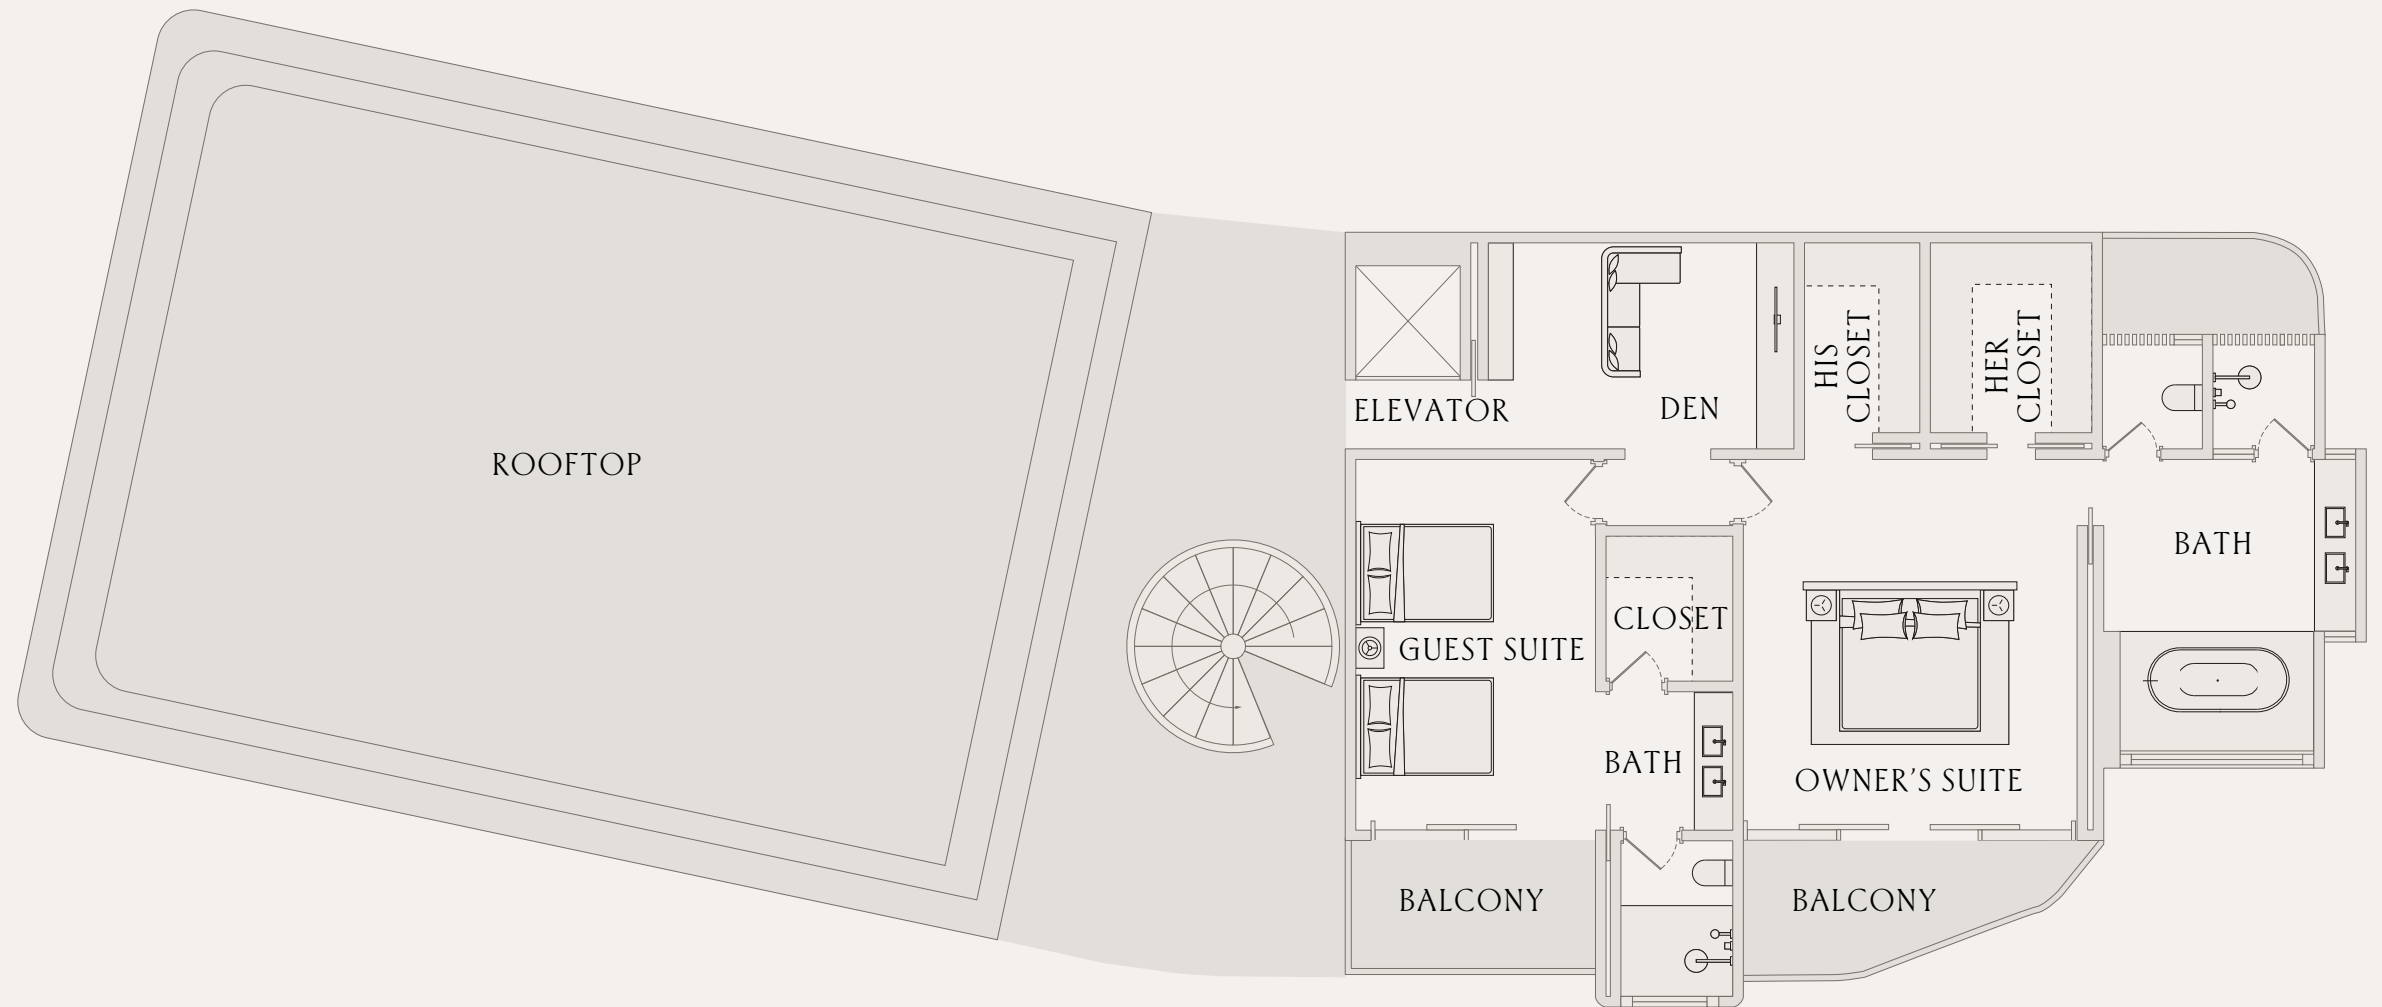 ROOFTOP
ELEVATOR
DEN
HIS
CLOSET
HER
CLOSET
BATH
CLOSET
GUEST SUITE
BATH
OWNER'S SUITE
BALCONY
BALCONY